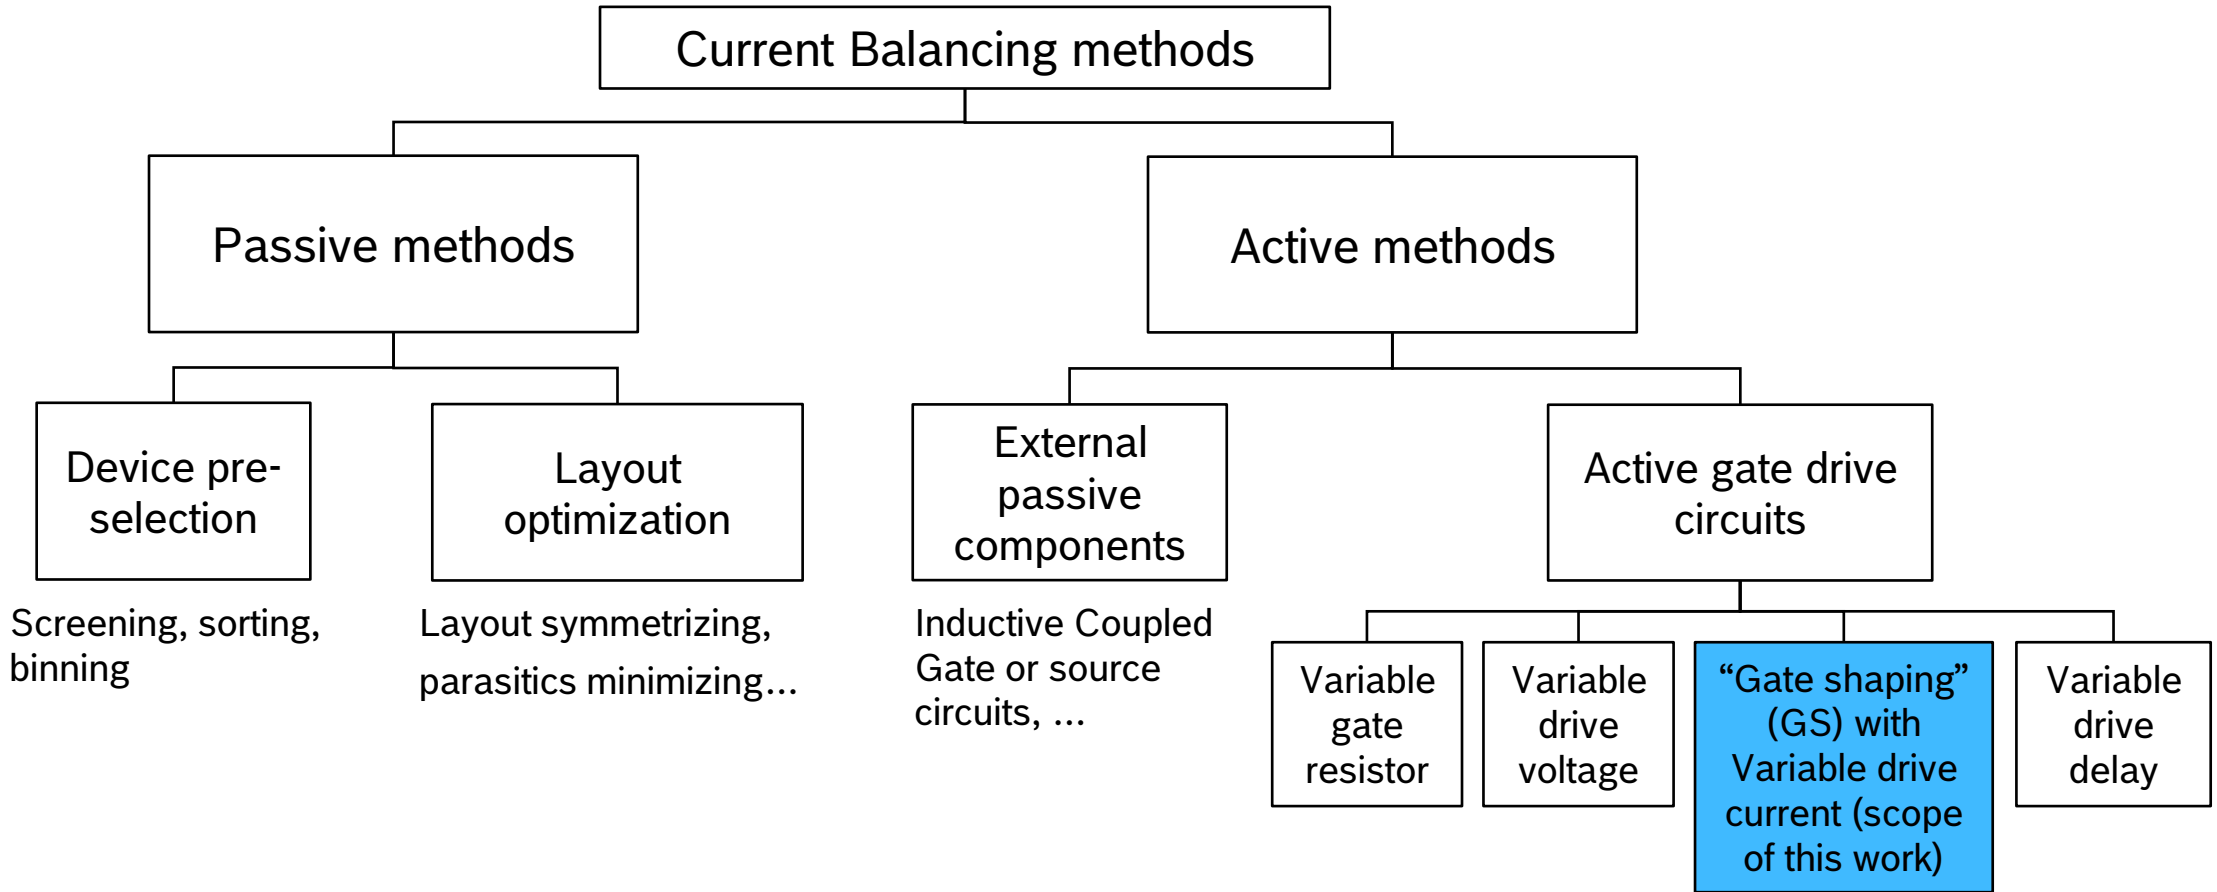 Current Balancing methods
Passive methods
Active methods
Device pre-
selection
Layout
optimization
External
passive
components
Active gate drive
circuits
Screening, sorting,
binning
Layout symmetrizing,
parasitics minimizing...
Inductive Coupled
Gate or source
circuits, ...
Variable
gate
resistor
Variable
drive
voltage
“Gate shaping”
(GS) with
Variable drive
current (scope
of this work)
Variable
drive
delay